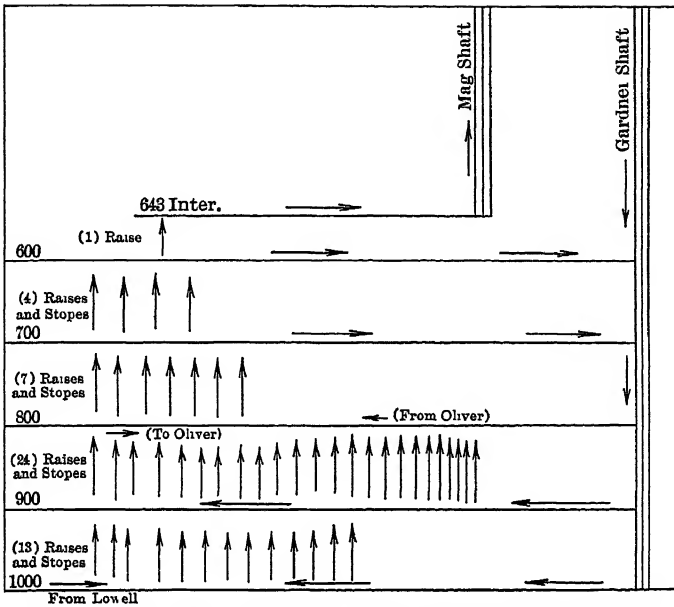 Mag Shaft
Gardner Shaft
643 Inter.
(1) Raise
600
(4) Raises
and Stopes
700
(7) Raises
and Stopes
800
(From Oliver)
(To Oliver)
(24) Raises
and Stopes
900
(13) Raises
and Stopes
1000
From Lowell